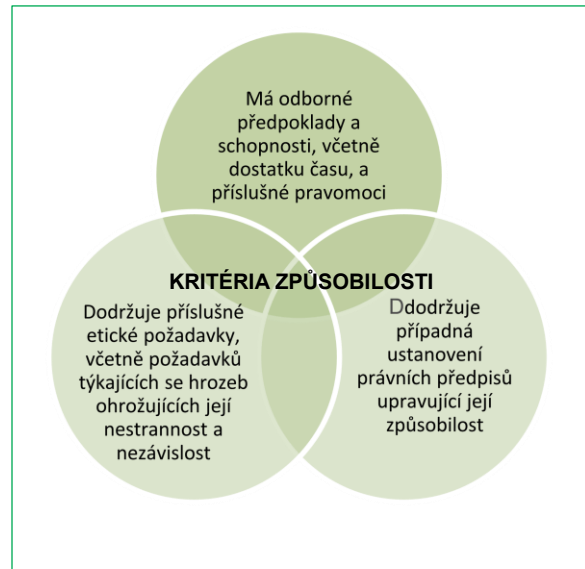 Má odborné
předpoklady a
schopnosti, včetně
dostatku času, a
příslušné pravomoci
KRITÉRIA ZPŮSOBILOSTI
Dodržuje příslušné
etické požadavky,
včetně požadavků
týkajících se hrozeb
ohrožujících její
nestrannost a
nezávislost
Ddodržuje
případná
ustanovení
právních předpisů
upravující její
způsobilost